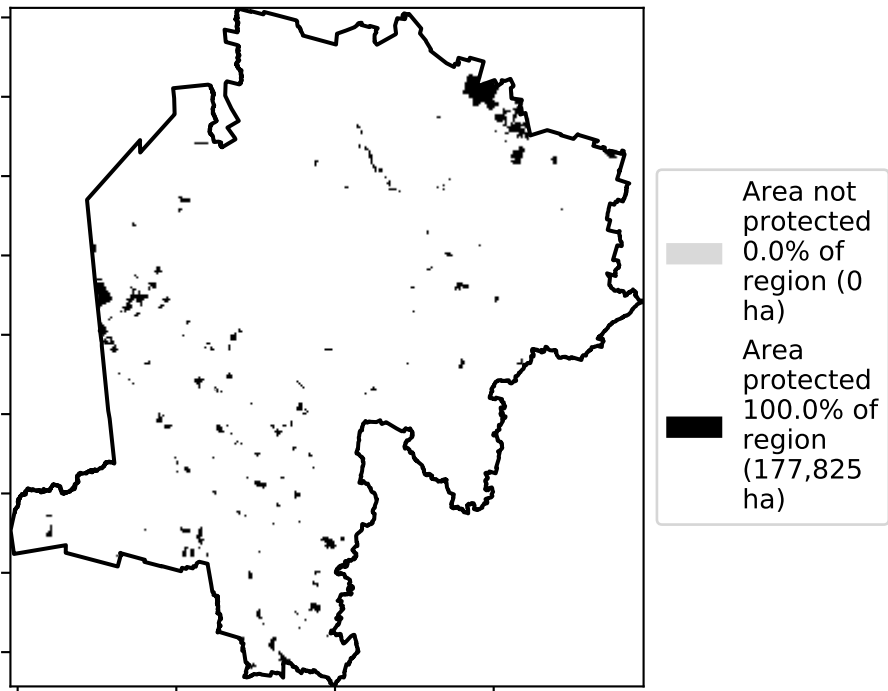 Area not
protected
0.0% of
region (0
ha)
Area
protected
100.0% of
region
(177,825
ha)